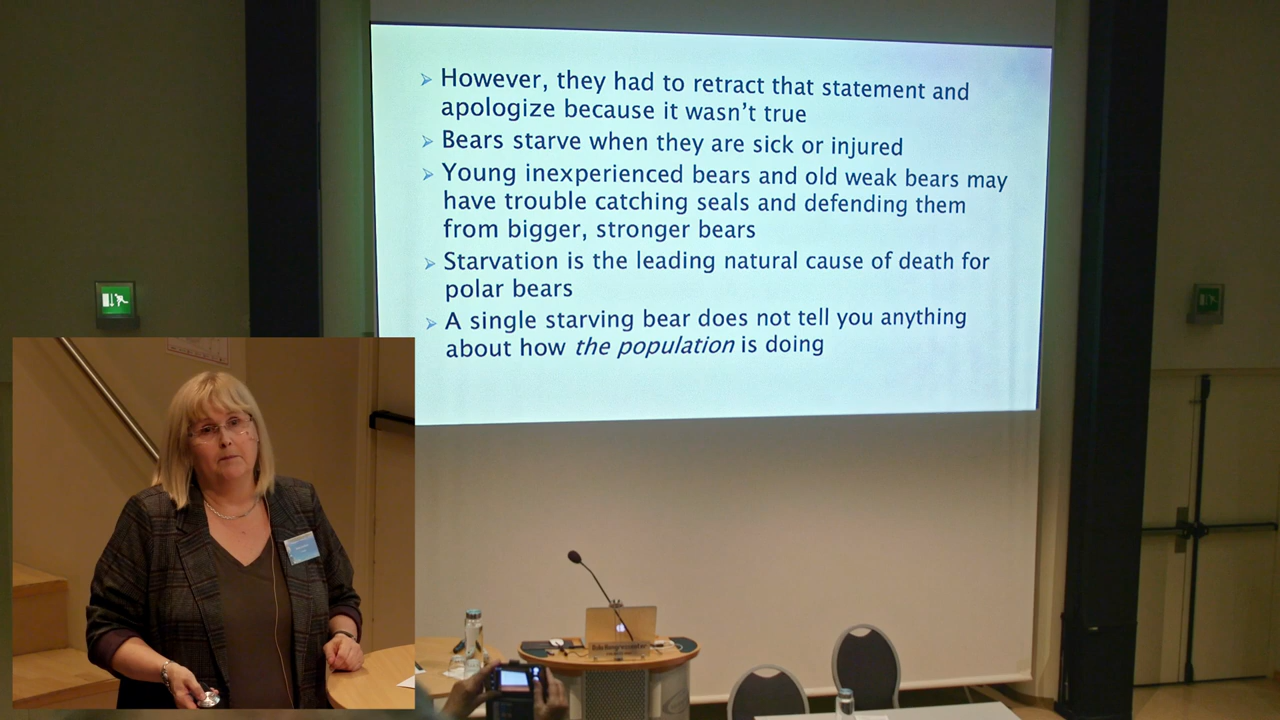 However, they had to retract that statement and
apologize because it wasn't true
Bears starve when they are sick or injured
Young inexperienced bears and old weak bears may
have trouble catching seals and defending them
from bigger, stronger bears
Starvation is the leading natural cause of death for
polar bears
A single starving bear does not tell you anything
about how the population is doing